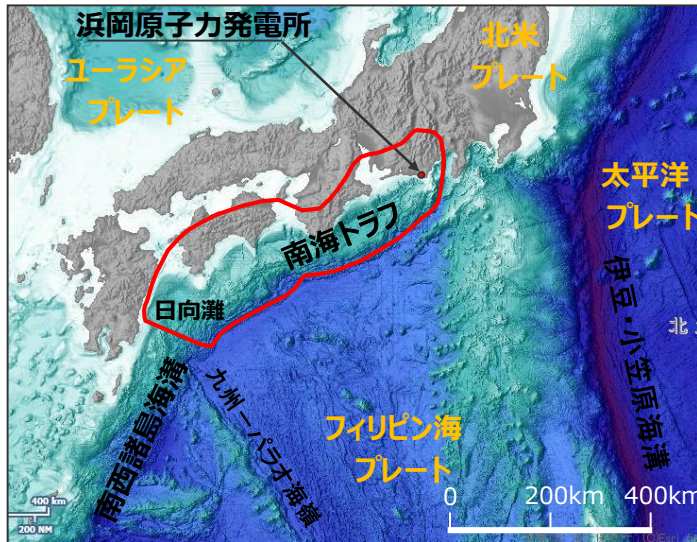 浜岡原子力発電所
ユーラシア
プレート
北米
プレート
太平洋
プレート
南海トラフ
日向灘
伊豆・小笠原海溝
北
南西諸島海溝
九州ーパラオ海嶺
フィリピン海
プレート
0 200km 400km
400 km
200 NM